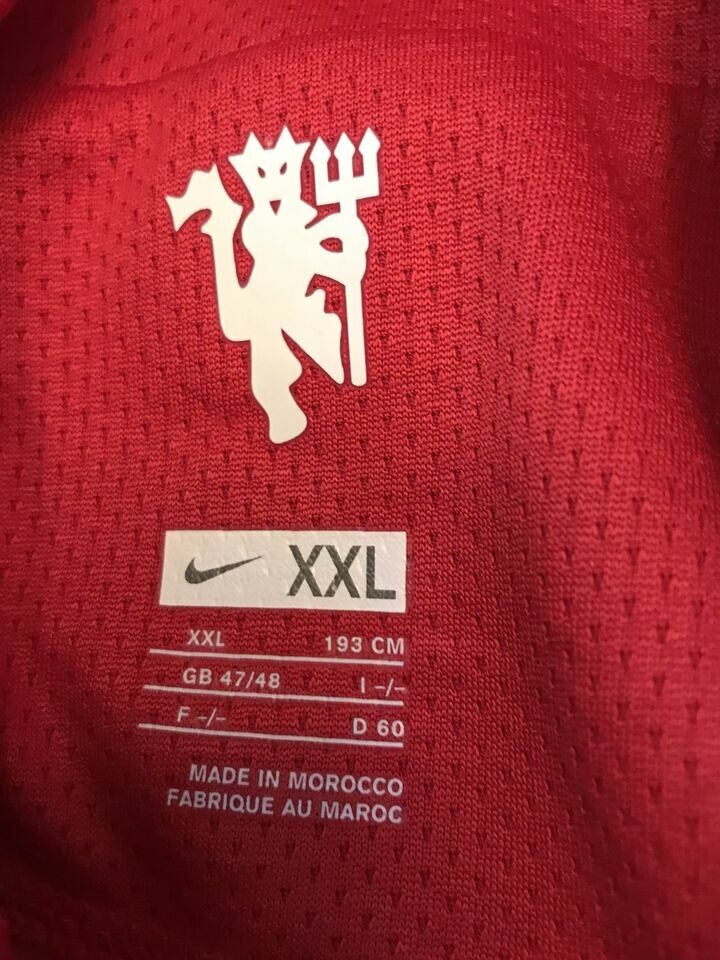 XXL
XXL 193 CM
GB 47/48 I -/-
F -/- D 60
MADE IN MOROCCO
FABRIQUE AU MAROC